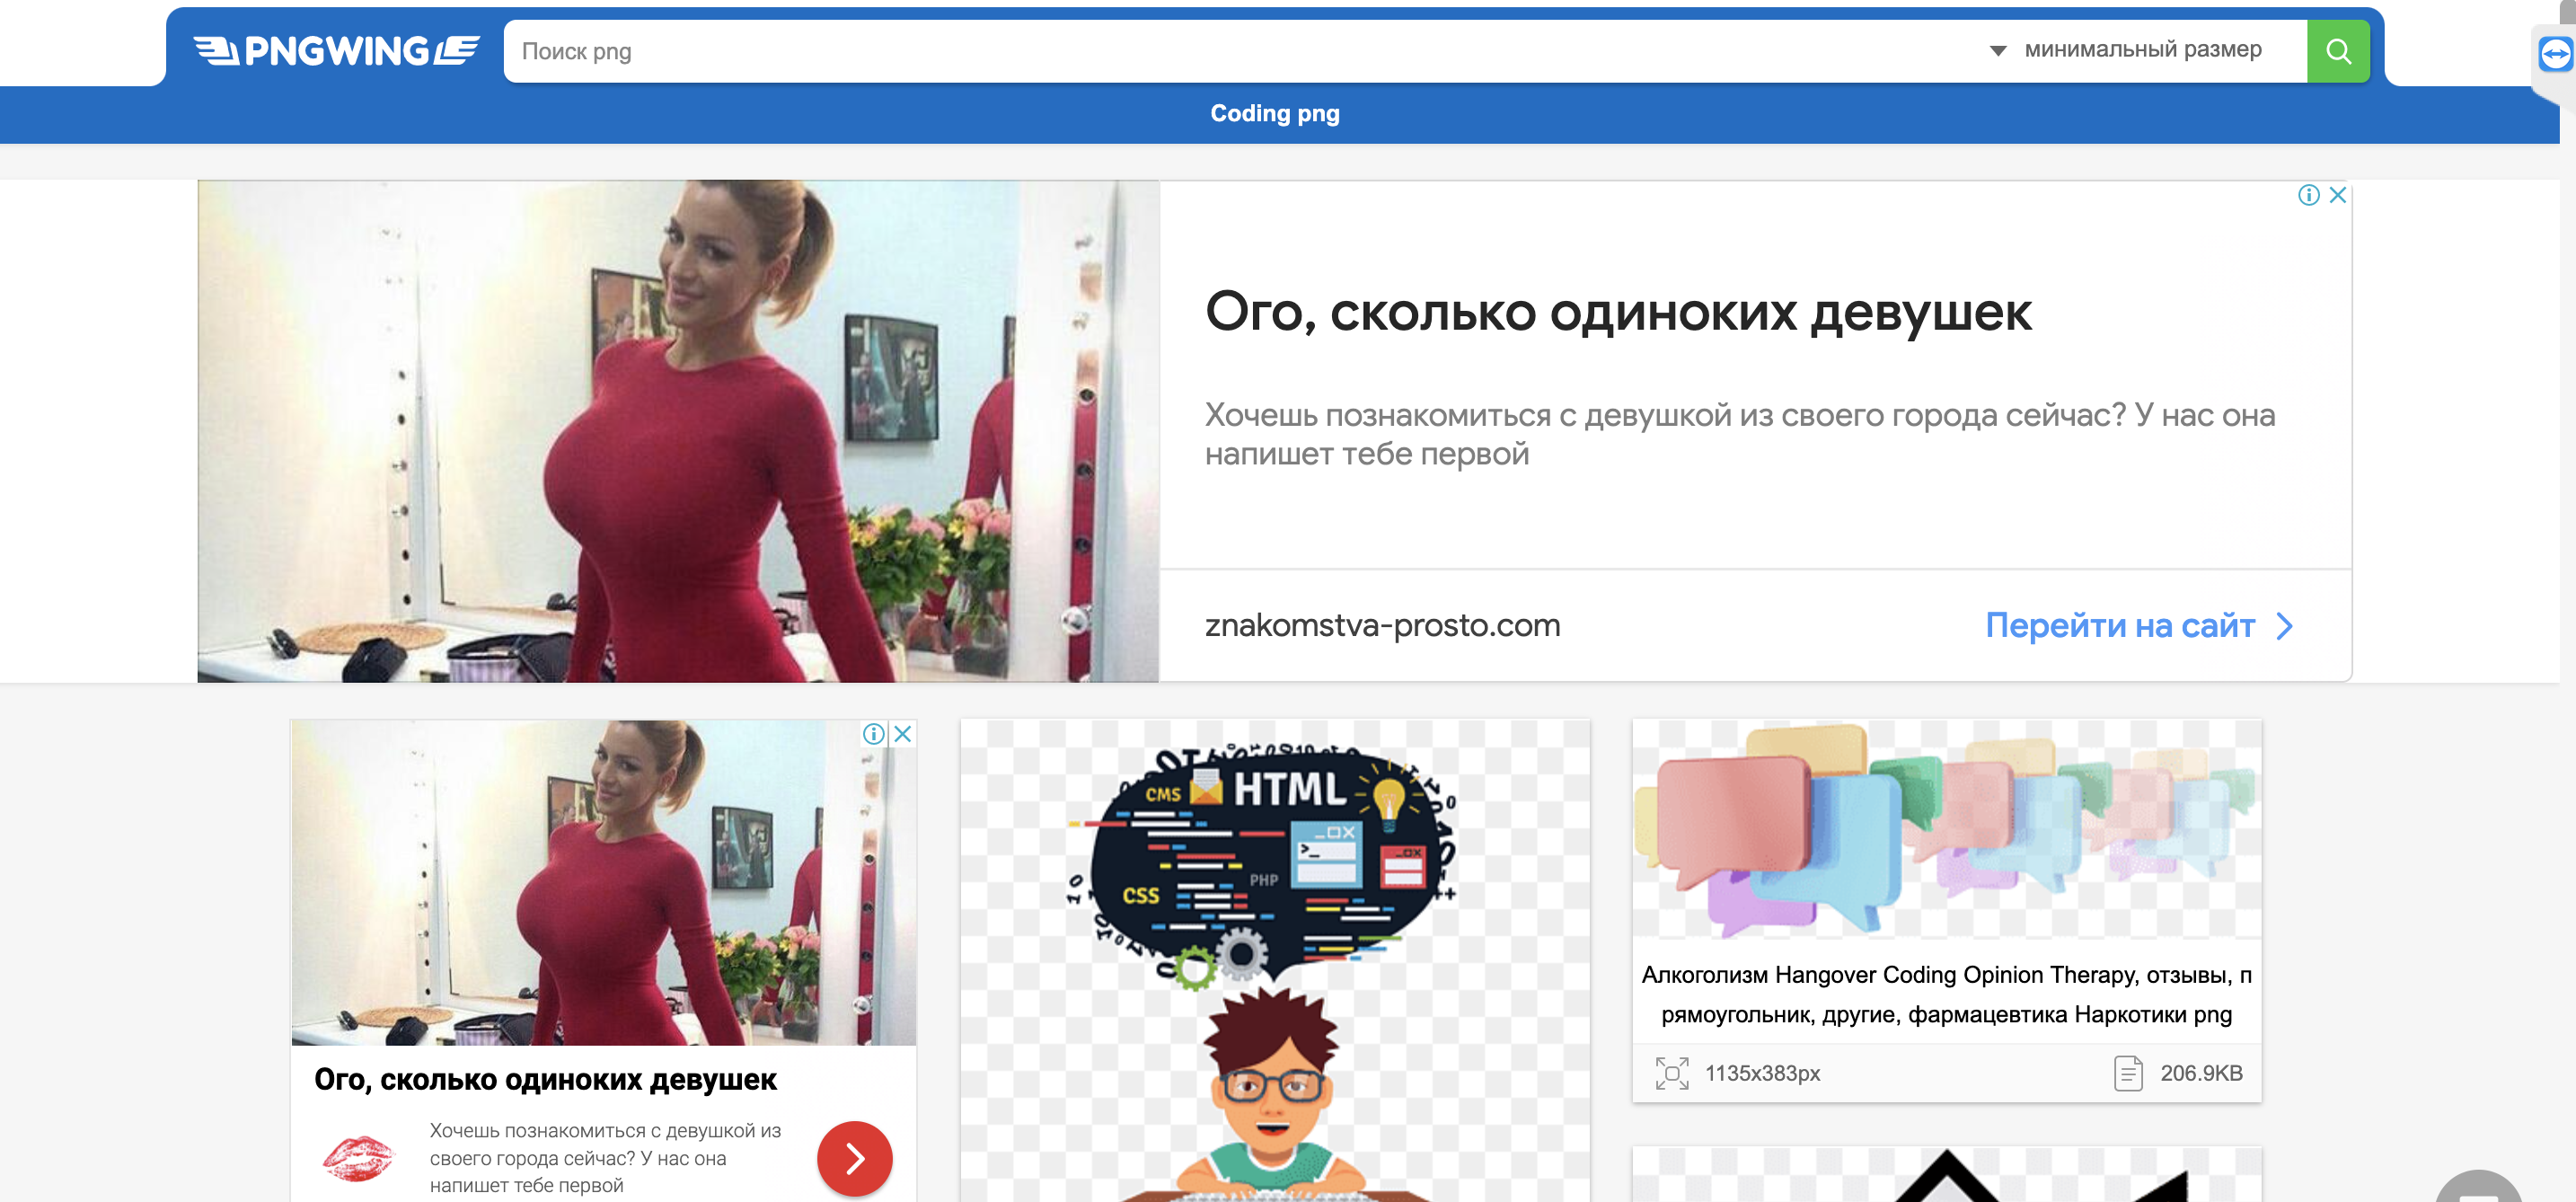 PNGWING
Поиск png
минимальный размер
Coding png
Ого, сколько одиноких девушек
Хочешь познакомиться с девушкой из своего города сейчас? У нас она
напишет тебе первой
znakomstva-prosto.com
Перейти на сайт
Ого, сколько одиноких девушек
Хочешь познакомиться с девушкой из
своего города сейчас? У нас она
напишет тебе первой
CMS
HTML
PHP
CSS
Алкоголизм Hangover Coding Opinion Therapy, отзывы, п
рямоугольник, другие, фармацевтика Наркотики png
1135x383px
206.9KB